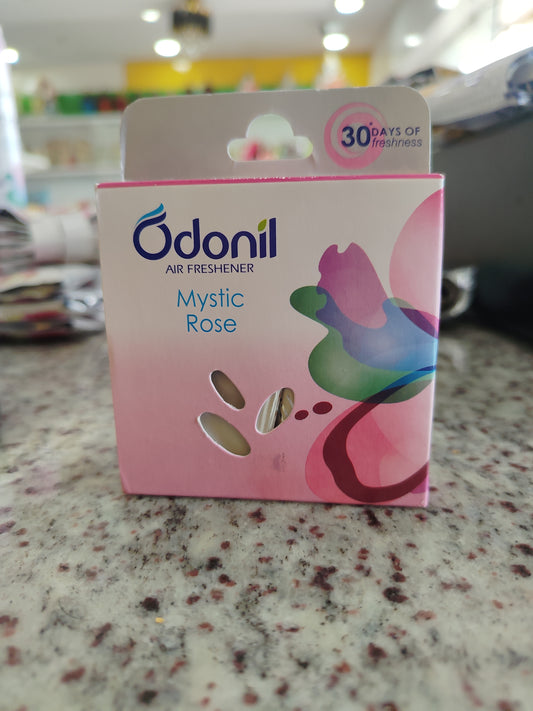 30 DAYS OF
freshness
Odonil
AIR FRESHENER
Mystic
Rose